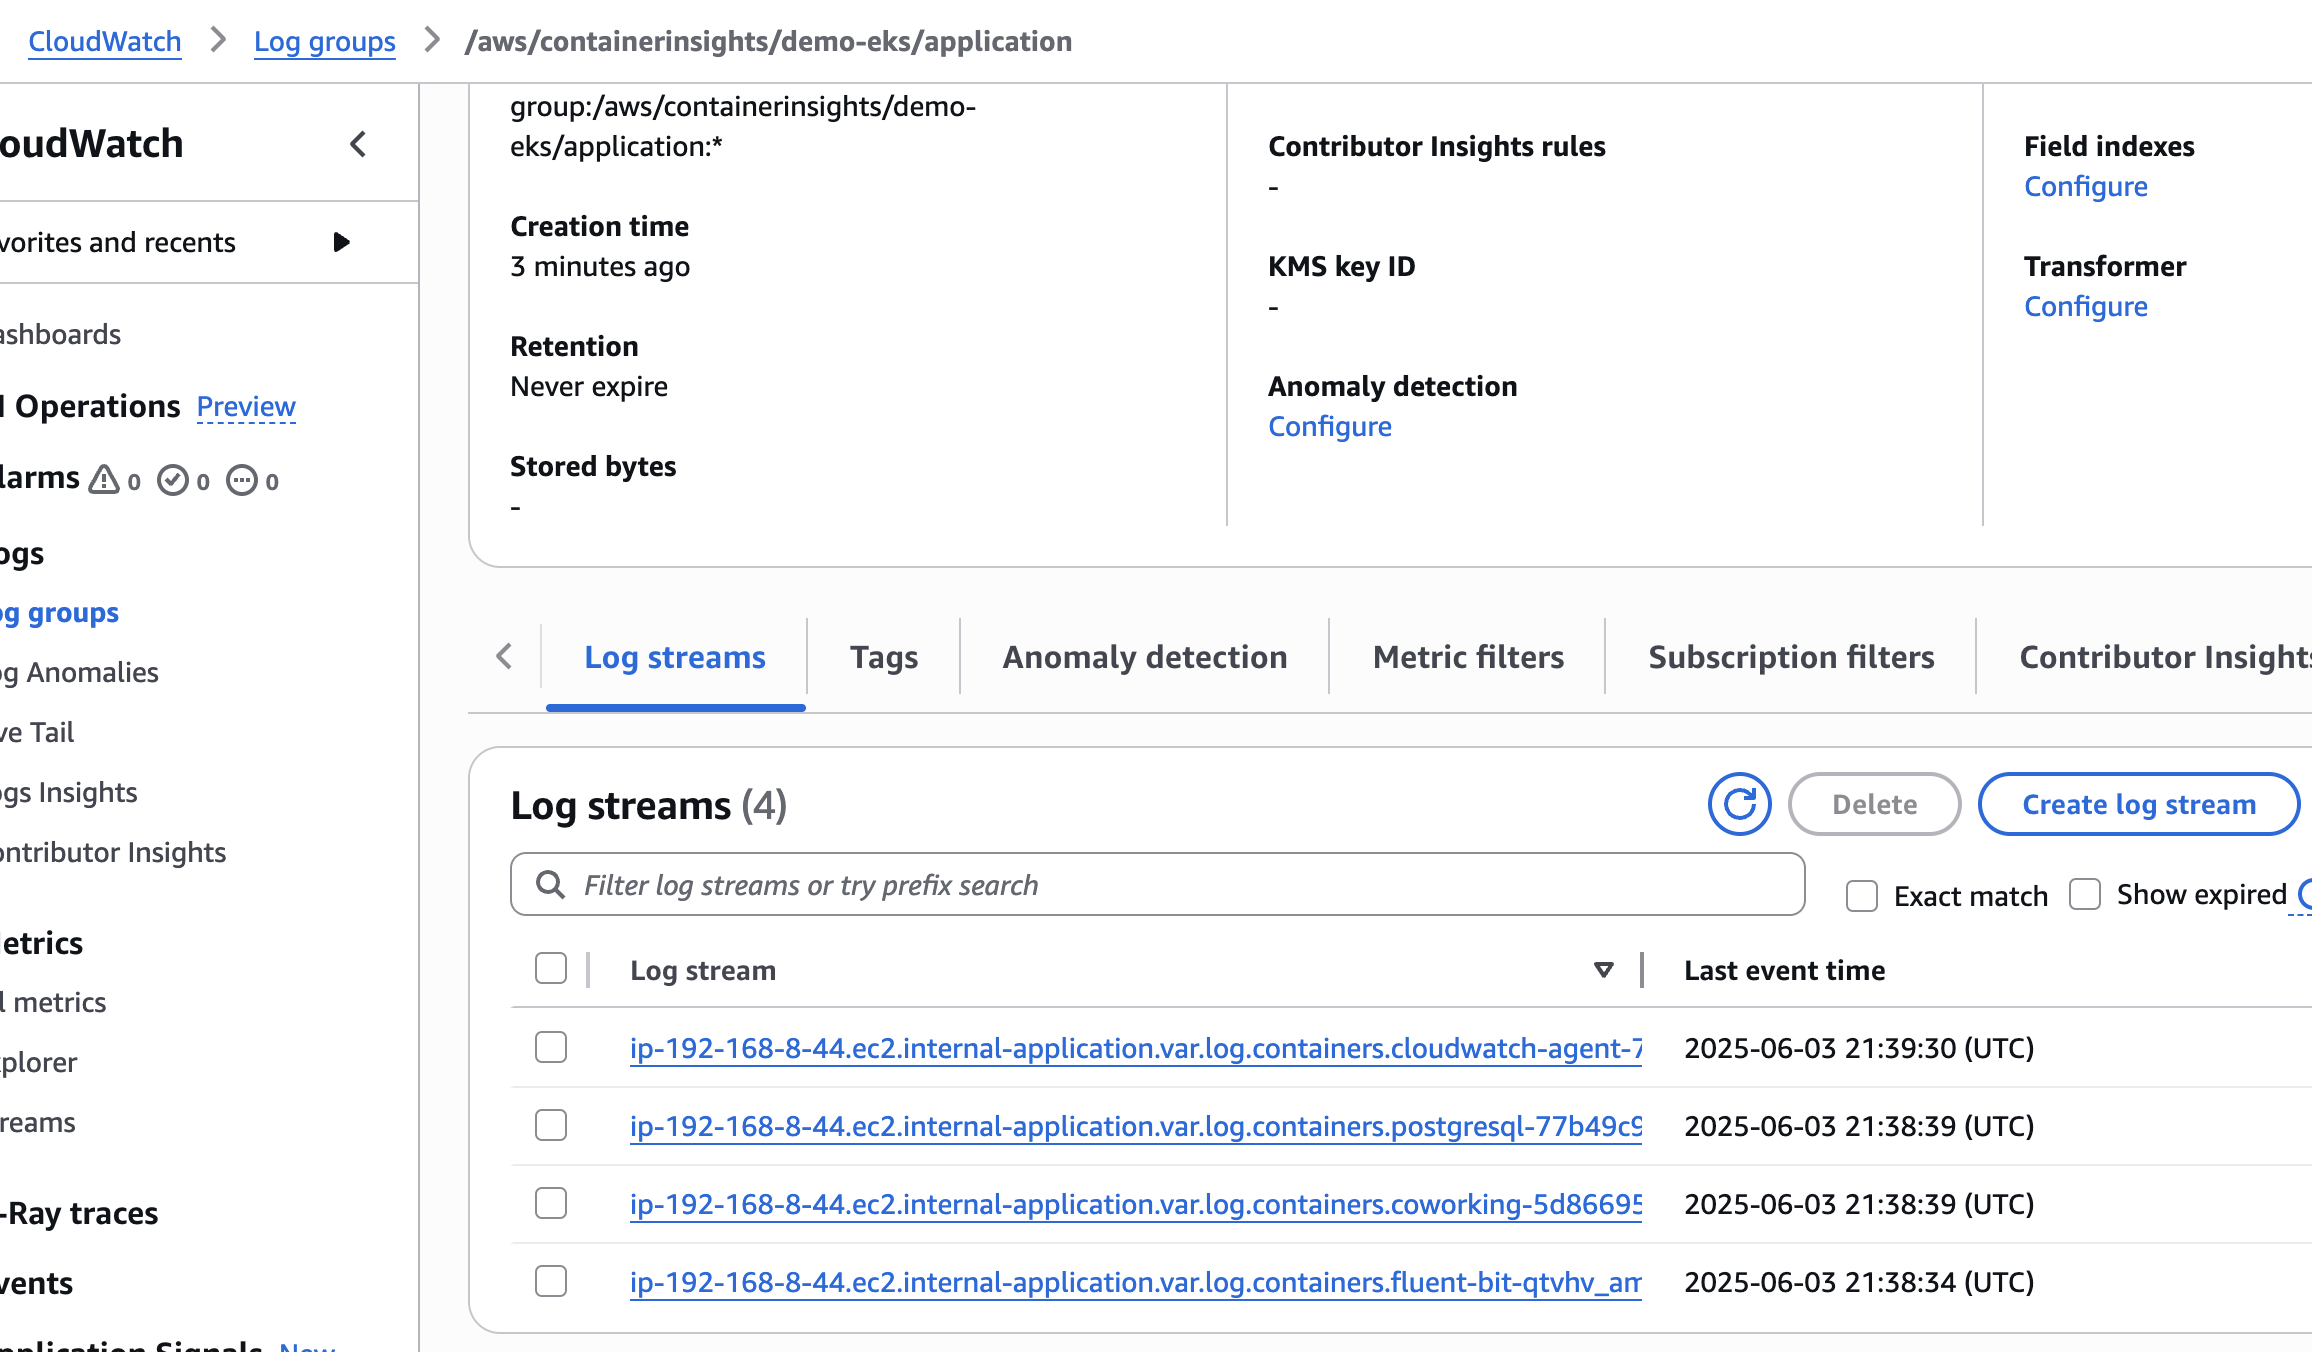 CloudWatch > Log groups > /aws/containerinsights/demo-eks/application
oudWatch
vorites and recents
ashboards
I Operations Preview
larms 0 0 0
ogs
og groups
og Anomalies
ve Tail
ogs Insights
ontributor Insights
etrics
l metrics
xplorer
reams
-Ray traces
vents
pplication Signals New
group:/aws/containerinsights/demo-
eks/application:*
Creation time
3 minutes ago
Retention
Never expire
Stored bytes
-
Contributor Insights rules
-
KMS key ID
-
Anomaly detection
Configure
Field indexes
Configure
Transformer
Configure
Log streams Tags Anomaly detection Metric filters Subscription filters Contributor Insights
Log streams (4)
Delete Create log stream
Filter log streams or try prefix search
Exact match Show expired
Log stream Last event time
ip-192-168-8-44.ec2.internal-application.var.log.containers.cloudwatch-agent-7 2025-06-03 21:39:30 (UTC)
ip-192-168-8-44.ec2.internal-application.var.log.containers.postgresql-77b49c9 2025-06-03 21:38:39 (UTC)
ip-192-168-8-44.ec2.internal-application.var.log.containers.coworking-5d86695 2025-06-03 21:38:39 (UTC)
ip-192-168-8-44.ec2.internal-application.var.log.containers.fluent-bit-qtvhv_am 2025-06-03 21:38:34 (UTC)